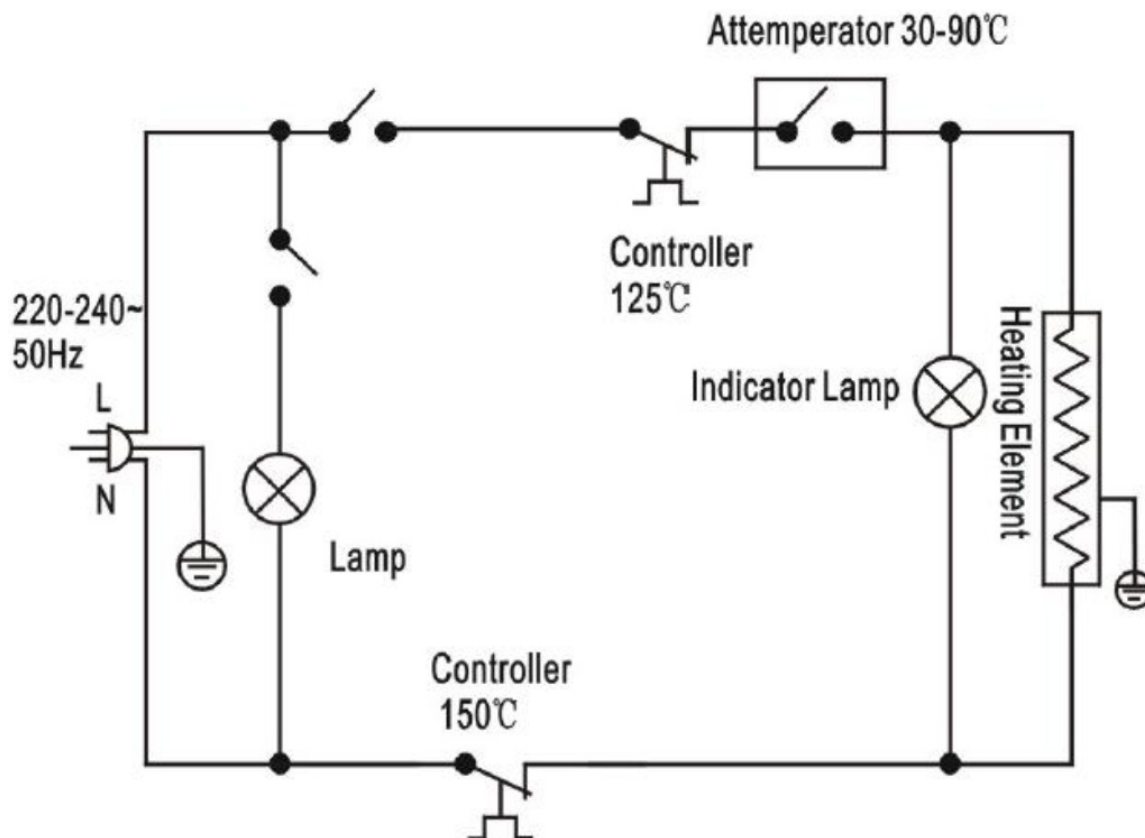 Attemperator 30-90℃
Controller
125℃
220-240~
50Hz
L
N
Indicator Lamp
Heating Element
Lamp
Controller
150℃